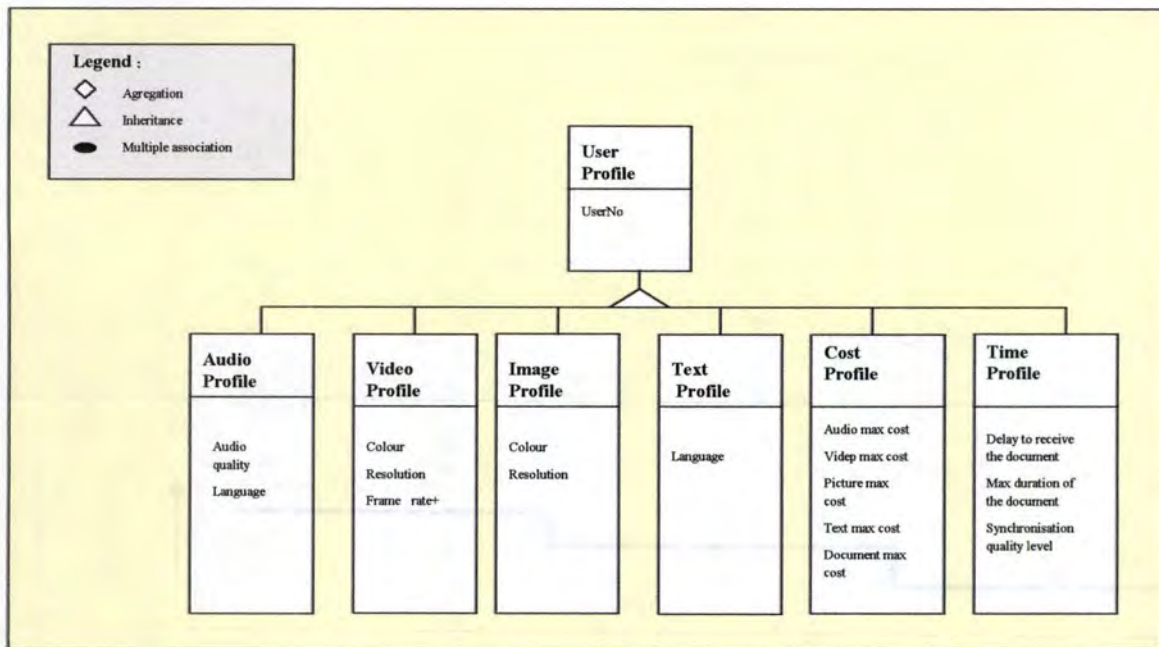 Legend :
Agregation
Inheritance
Multiple association
User
Profile
UserNo
Audio
Profile
Audio
quality
Language
Video
Profile
Colour
Resolution
Frame rate+
Image
Profile
Colour
Resolution
Text
Profile
Language
Cost
Profile
Audio max cost
Videp max cost
Picture max
cost
Text max cost
Document max
cost
Time
Profile
Delay to receive
the document
Max duration of
the document
Synchronisation
quality level